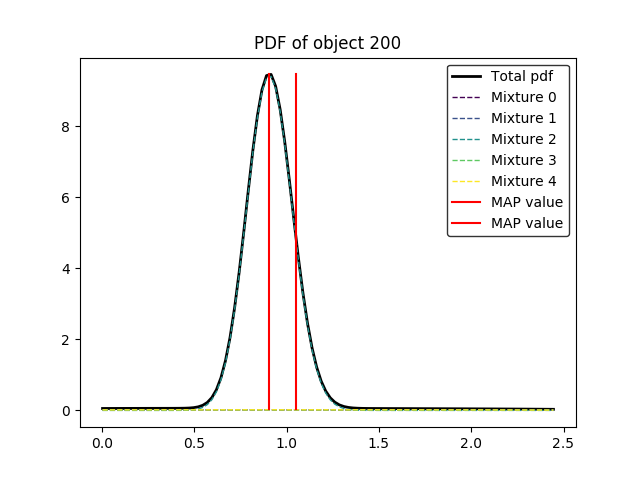 PDF of object 200
Total pdf
Mixture 0
Mixture 1
Mixture 2
Mixture 3
Mixture 4
MAP value
MAP value
8
6
4
2
0
0.0 0.5 1.0 1.5 2.0 2.5